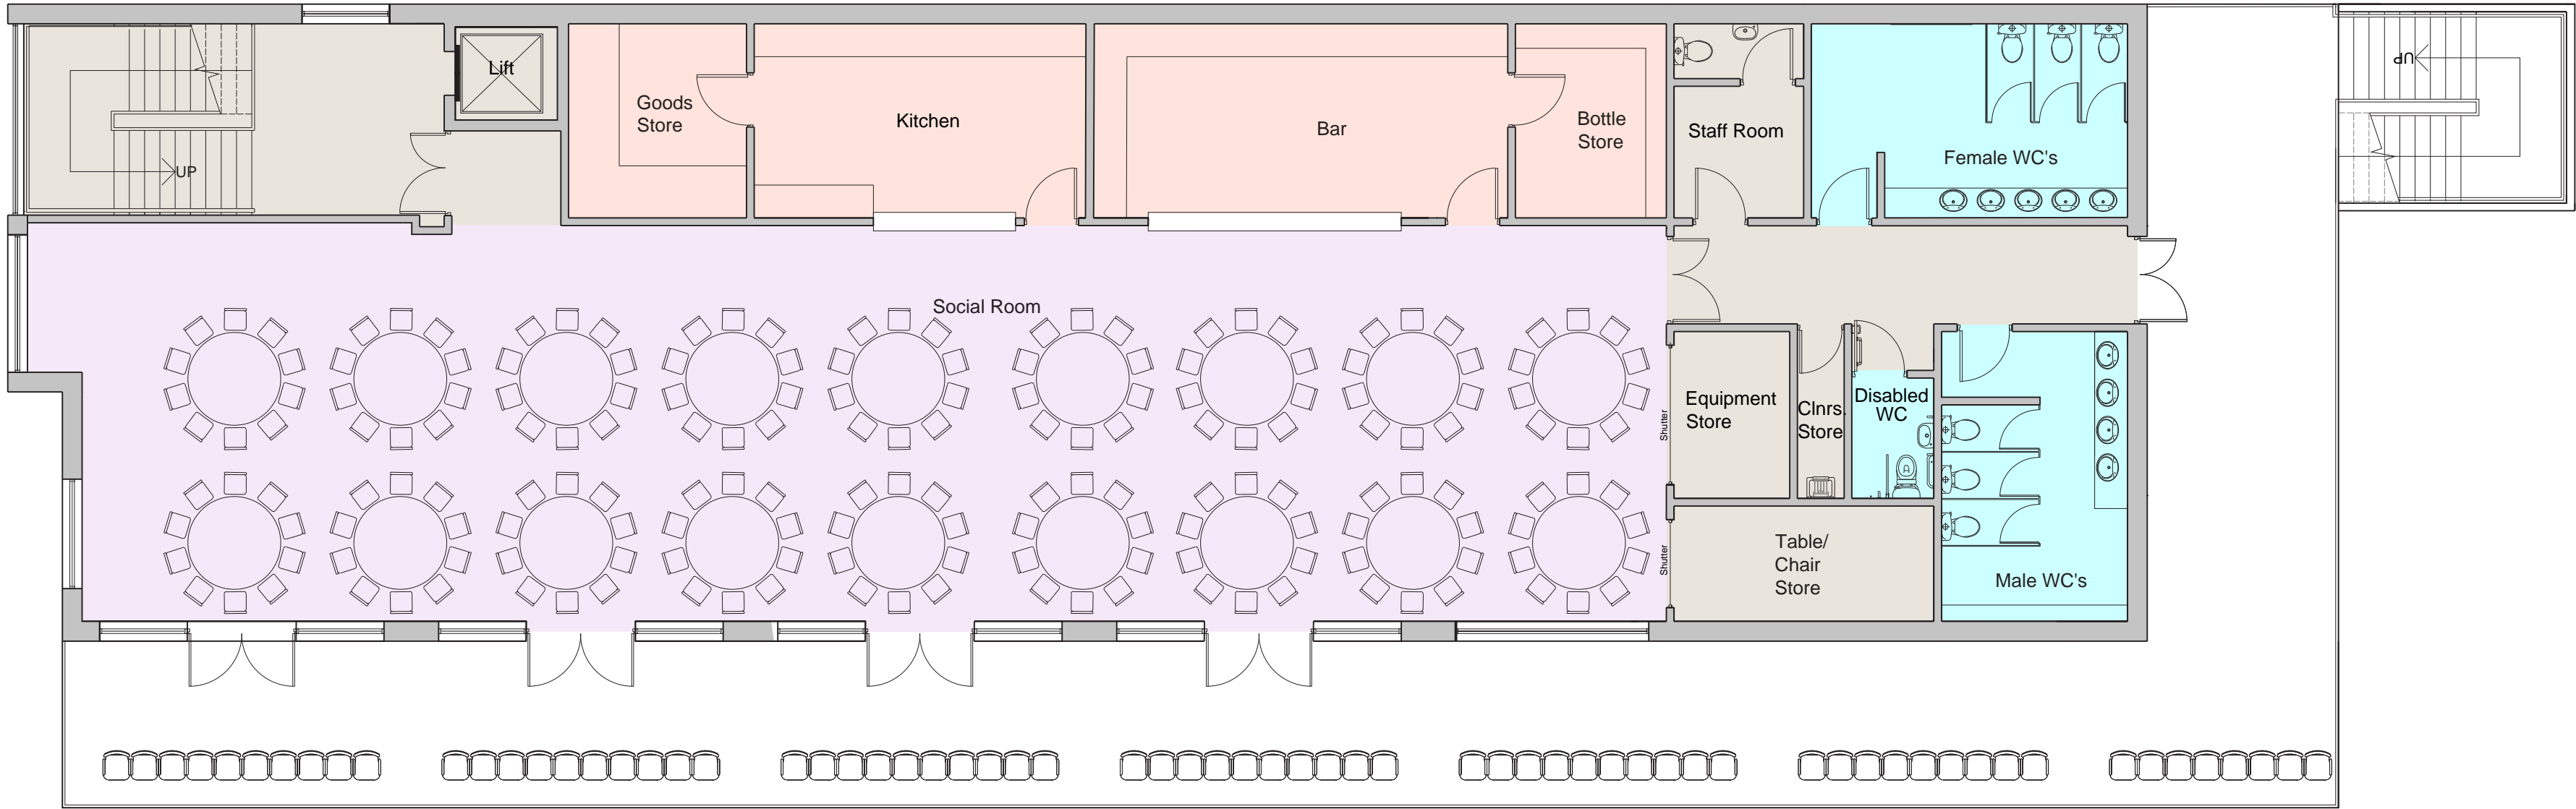 Lift
UP
Goods
Store
Kitchen
Bar
Bottle
Store
Staff Room
Female WC's
UP
Social Room
Shutter
Equipment
Store
Clnrs.
Store
Disabled
WC
Shutter
Table/
Chair
Store
Male WC's